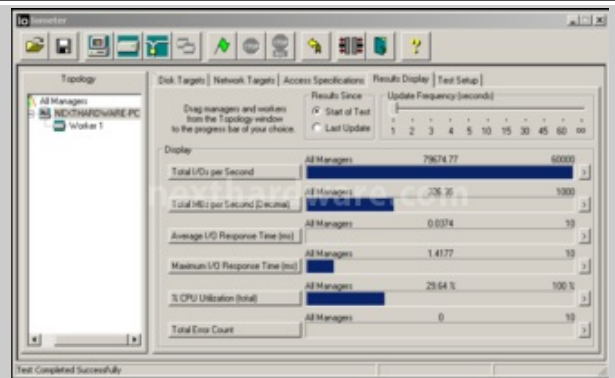 Iometer
Topology
All Managers
NEXTHARDWARE-PC
Worker 1
Disk Targets | Network Targets | Access Specifications | Results Display | Test Setup
Drag managers and workers
from the Topology window
to the progress bar of your choice.
Results Since
Start of Test
Last Update
Update Frequency (seconds)
1 2 3 4 5 10 15 30 45 60 ∞
Display
All Managers 79674.77 60000
Total I/Os per Second
All Managers 1000
Total MBs per Second (Decimal)
All Managers 0.0374 10
Average I/O Response Time (ms)
All Managers 1.4177 10
Maximum I/O Response Time (ms)
All Managers 29.64 % 100 %
% CPU Utilization (total)
All Managers 0 10
Total Error Count
nexthardware.com
Test Completed Successfully